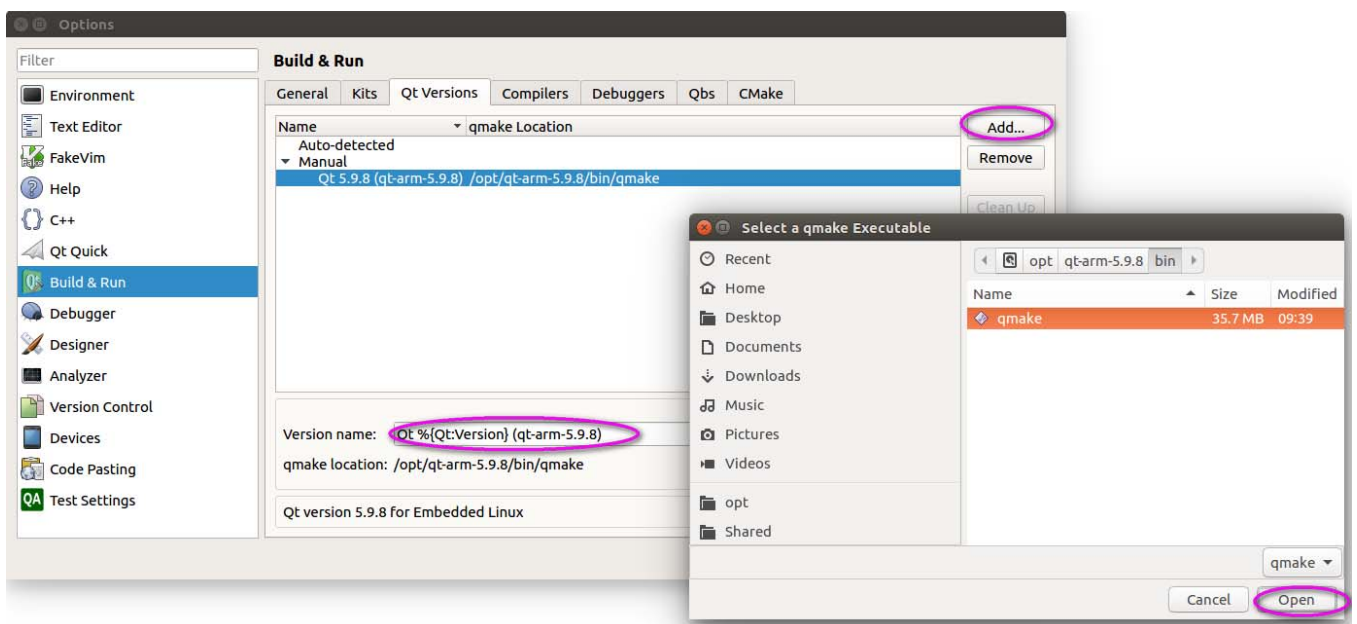 Options
Filter
Environment
Text Editor
FakeVim
Help
C++
Qt Quick
Build & Run
Debugger
Designer
Analyzer
Version Control
Devices
Code Pasting
QA Test Settings
Build & Run
General Kits Qt Versions Compilers Debuggers Qbs CMake
Name qmake Location
Auto-detected
Manual
Qt 5.9.8 (qt-arm-5.9.8) /opt/qt-arm-5.9.8/bin/qmake
Add...
Remove
Clean Up
Version name: Qt %{Qt:Version} (qt-arm-5.9.8)
qmake location: /opt/qt-arm-5.9.8/bin/qmake
Qt version 5.9.8 for Embedded Linux
Select a qmake Executable
Recent
Home
Desktop
Documents
Downloads
Music
Pictures
Videos
opt
Shared
opt qt-arm-5.9.8 bin
Name Size Modified
qmake 35.7 MB 09:39
qmake
Cancel Open